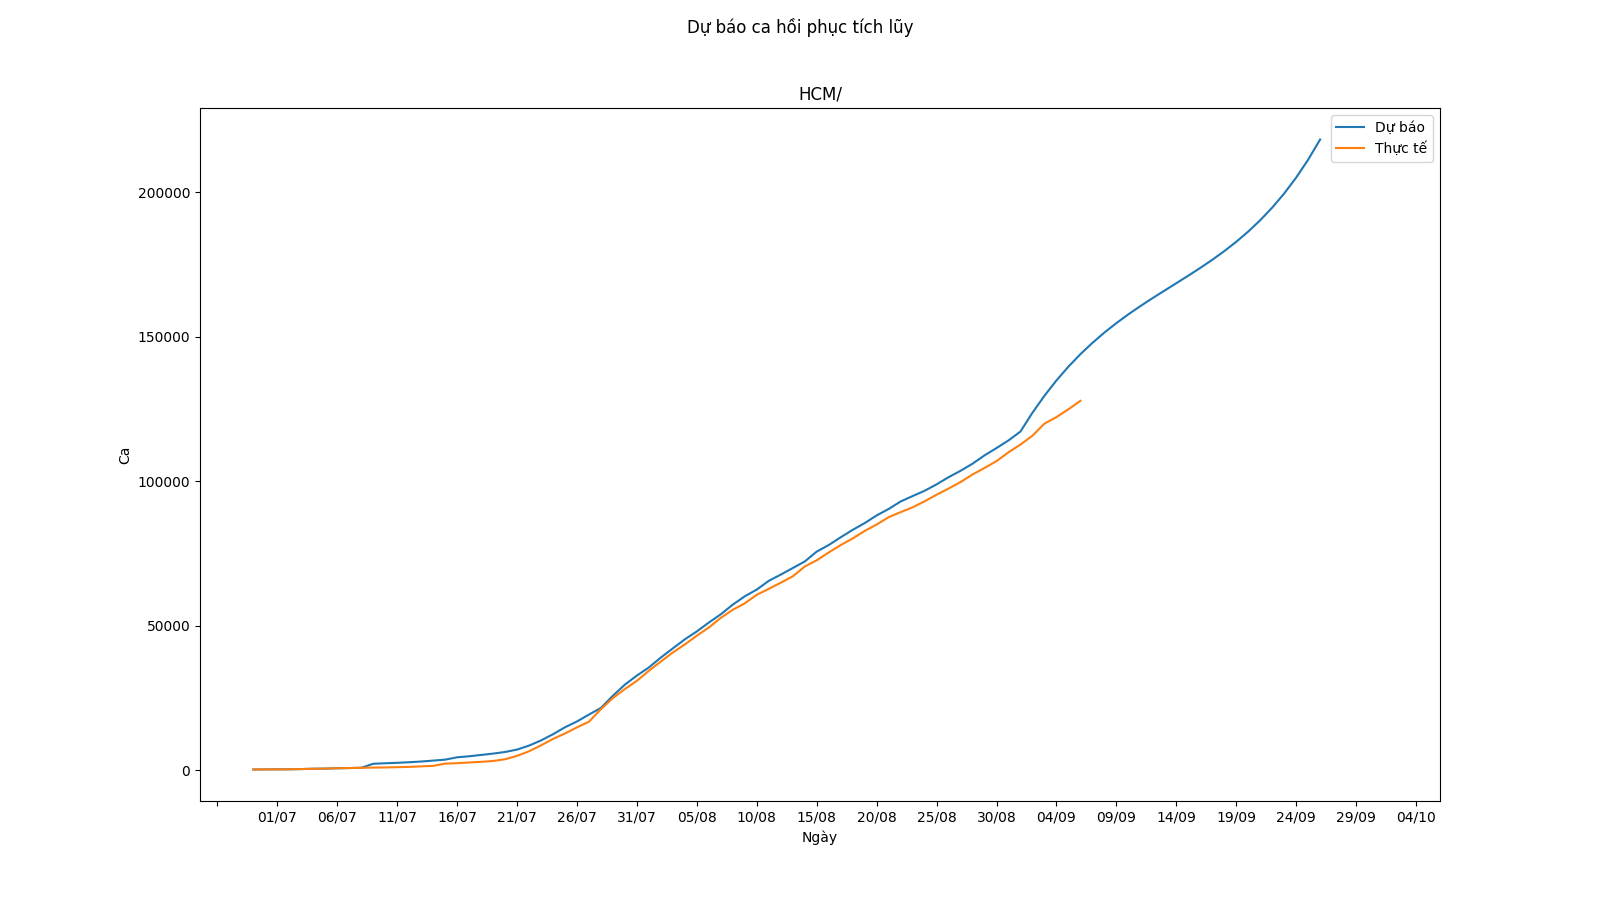 Dự báo ca hồi phục tích lũy
HCM/
Dự báo
Thực tế
200000
150000
100000
50000
0
Ca
01/07 06/07 11/07 16/07 21/07 26/07 31/07 05/08 10/08 15/08 20/08 25/08 30/08 04/09 09/09 14/09 19/09 24/09 29/09 04/10
Ngày